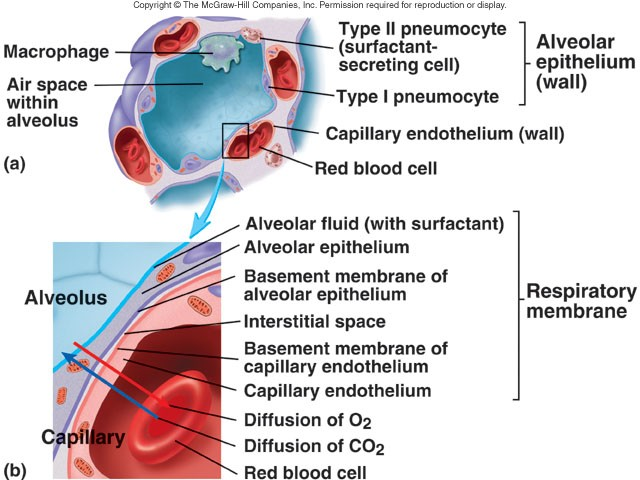 Copyright © The McGraw-Hill Companies, Inc. Permission required for reproduction or display.
Macrophage
Air space
within
alveolus
Type II pneumocyte
(surfactant-
secreting cell)
Type I pneumocyte
Alveolar
epithelium
(wall)
Capillary endothelium (wall)
Red blood cell
(a)
Alveolar fluid (with surfactant)
Alveolar epithelium
Basement membrane of
alveolar epithelium
Interstitial space
Basement membrane of
capillary endothelium
Capillary endothelium
Respiratory
membrane
Diffusion of O2
Diffusion of CO2
Red blood cell
Alveolus
Capillary
(b)